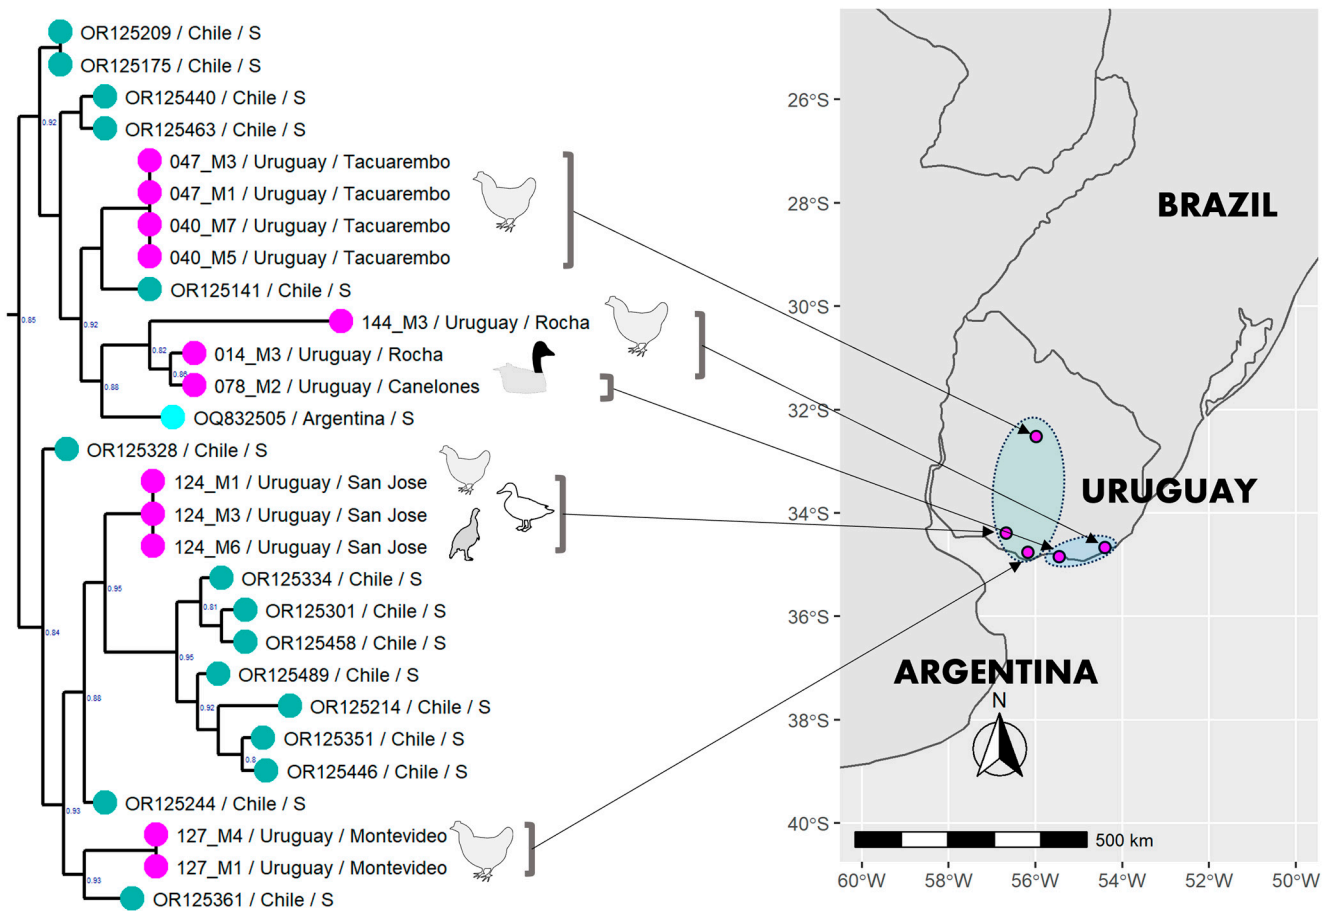 OR125209 / Chile / S
OR125175 / Chile / S
OR125440 / Chile / S
0.92
OR125463 / Chile / S
047_M3 / Uruguay / Tacuarembo
047_M1 / Uruguay / Tacuarembo
040_M7 / Uruguay / Tacuarembo
040_M5 / Uruguay / Tacuarembo
OR125141 / Chile / S
0.85
0.92
144_M3 / Uruguay / Rocha
0.82
014_M3 / Uruguay / Rocha
0.86
078_M2 / Uruguay / Canelones
0.88
OQ832505 / Argentina / S
OR125328 / Chile / S
124_M1 / Uruguay / San Jose
124_M3 / Uruguay / San Jose
124_M6 / Uruguay / San Jose
OR125334 / Chile / S
0.95
0.81
OR125301 / Chile / S
0.84
OR125458 / Chile / S
0.95
OR125489 / Chile / S
0.88
0.92
OR125214 / Chile / S
OR125351 / Chile / S
0.8
OR125446 / Chile / S
OR125244 / Chile / S
0.93
127_M4 / Uruguay / Montevideo
127_M1 / Uruguay / Montevideo
0.93
OR125361 / Chile / S
26°S
28°S
30°S
32°S
34°S
36°S
38°S
40°S
BRAZIL
URUGUAY
ARGENTINA
N
500 km
60°W 58°W 56°W 54°W 52°W 50°W